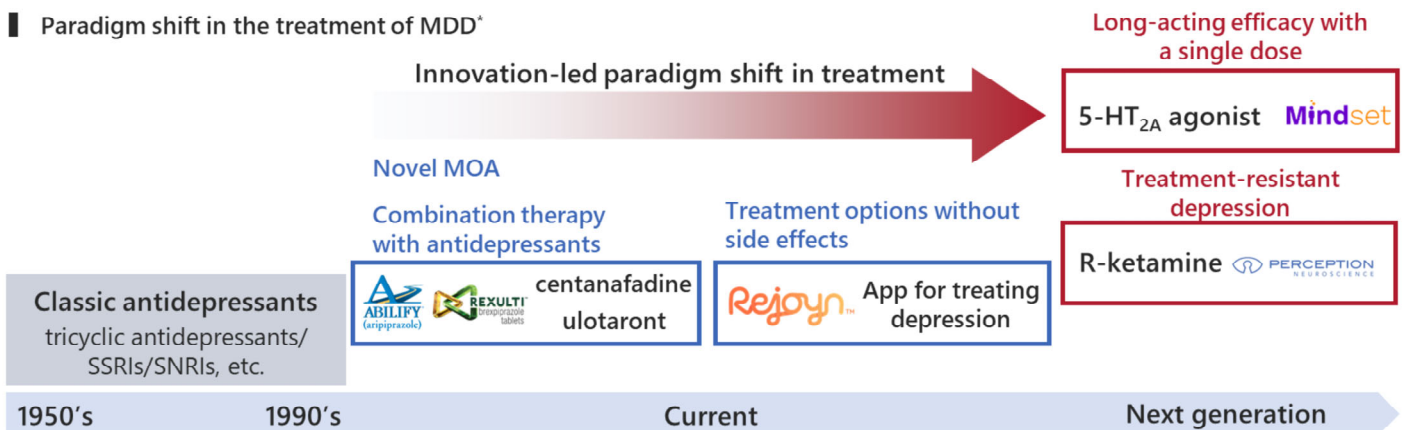 Paradigm shift in the treatment of MDD*
Long-acting efficacy with
a single dose
Innovation-led paradigm shift in treatment
5-HT2A agonist Mindset
Novel MOA
Treatment-resistant
depression
Combination therapy
with antidepressants
Treatment options without
side effects
R-ketamine PERCEPTION
NEUROSCIENCE
ABILIFY
(aripiprazole)
REXULTI
brexpiprazole
tablets
centanafadine
ulotaront
Rejoyn™
App for treating
depression
Classic antidepressants
tricyclic antidepressants/
SSRIs/SNRIs, etc.
1950's 1990's Current Next generation